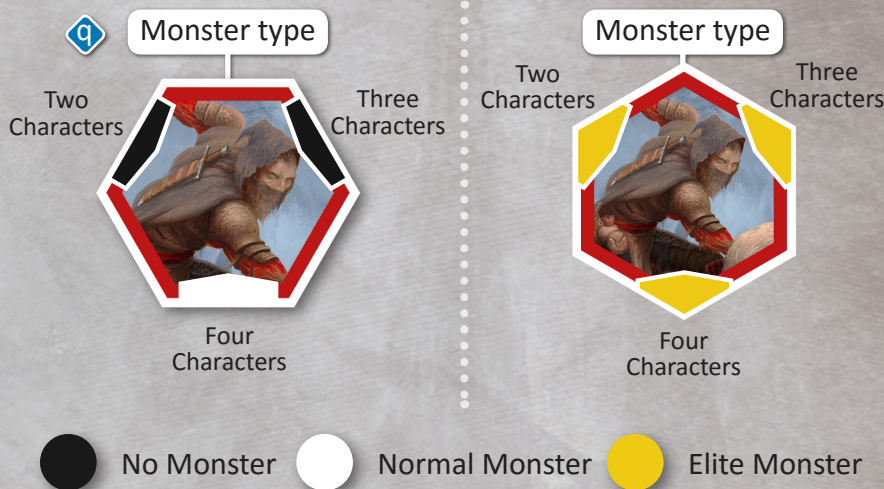 q
Monster type
Two
Characters
Three
Characters
Four
Characters
Monster type
Two
Characters
Three
Characters
Four
Characters
No Monster
Normal Monster
Elite Monster